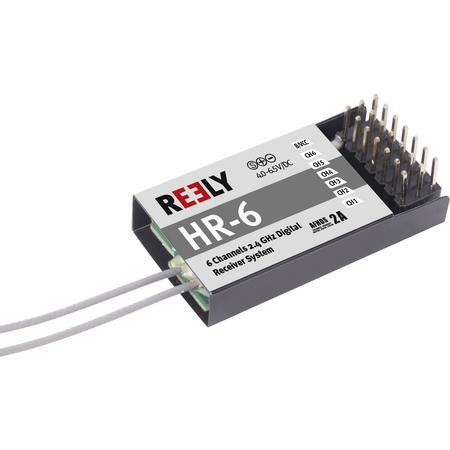 REELY
HR-6
6 Channels 2.4 GHz Digital
Receiver System
S
4.0-6.5V/DC
B/VCC
CH6
CH5
CH4
CH3
CH2
CH1
AFHDS
2A